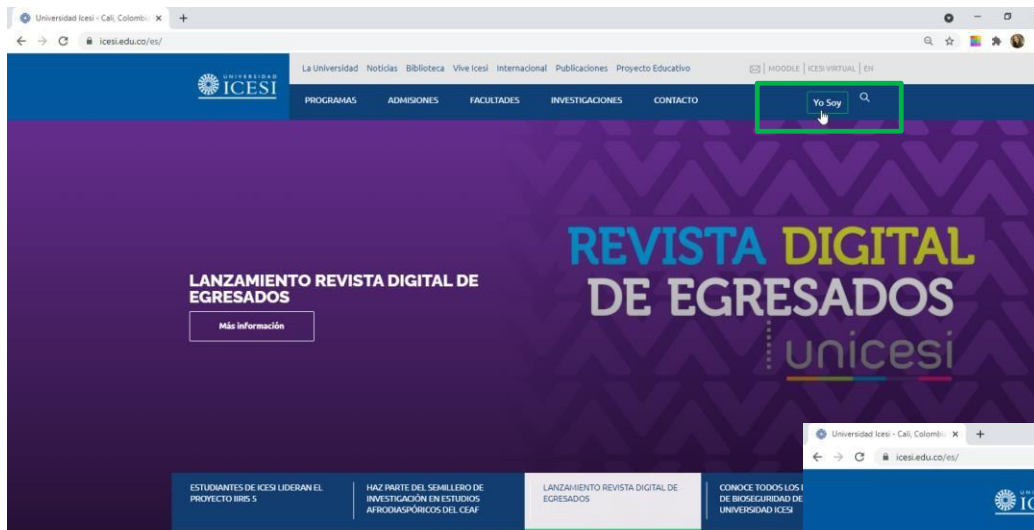 Universidad Icesi - Cali, Colombi
icesi.edu.co/es/
La Universidad Noticias Biblioteca Vive Icesi Internacional Publicaciones Proyecto Educativo
MOODLE | ICESI VIRTUAL | EN
UNIVERSIDAD
ICESI
PROGRAMAS ADMISIONES FACULTADES INVESTIGACIONES CONTACTO
Yo Soy
LANZAMIENTO REVISTA DIGITAL DE
EGRESADOS
Más información
REVISTA DIGITAL
DE EGRESADOS
unicesi
ESTUDIANTES DE ICESI LIDERAN EL
PROYECTO IIRIS 5
HAZ PARTE DEL SEMILLERO DE
INVESTIGACIÓN EN ESTUDIOS
AFRODIASPÓRICOS DEL CEAF
LANZAMIENTO REVISTA DIGITAL DE
EGRESADOS
CONOCE TODOS LOS
DE BIOSEGURIDAD DE
UNIVERSIDAD ICESI
Universidad Icesi - Cali, Colombi
icesi.edu.co/es/